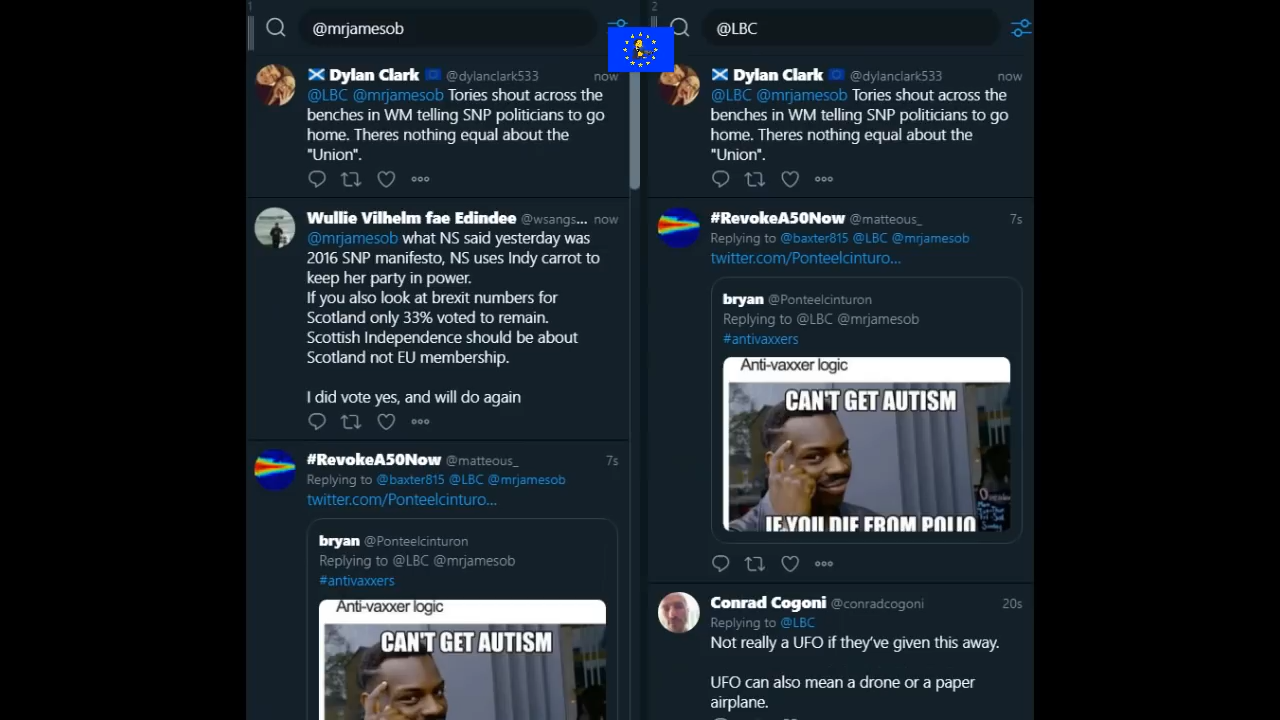 1
@mrjamesob
Dylan Clark @dylanclark533 now
@LBC @mrjamesob Tories shout across the
benches in WM telling SNP politicians to go
home. Theres nothing equal about the
"Union".
Wullie Vilhelm fae Edindee @wsangs... now
@mrjamesob what NS said yesterday was
2016 SNP manifesto, NS uses Indy carrot to
keep her party in power.
If you also look at brexit numbers for
Scotland only 33% voted to remain.
Scottish Independence should be about
Scotland not EU membership.
I did vote yes, and will do again
#RevokeA50Now @matteous_ 7s
Replying to @baxter815 @LBC @mrjamesob
twitter.com/Ponteelcinturo...
bryan @Ponteelcinturon
Replying to @LBC @mrjamesob
#antivaxxers
Anti-vaxxer logic
CAN'T GET AUTISM
2
@LBC
Dylan Clark @dylanclark533 now
@LBC @mrjamesob Tories shout across the
benches in WM telling SNP politicians to go
home. Theres nothing equal about the
"Union".
#RevokeA50Now @matteous_ 7s
Replying to @baxter815 @LBC @mrjamesob
twitter.com/Ponteelcinturo...
bryan @Ponteelcinturon
Replying to @LBC @mrjamesob
#antivaxxers
Anti-vaxxer logic
CAN'T GET AUTISM
IF YOU DIE FROM POLIO
Conrad Cogoni @conradcogoni 20s
Replying to @LBC
Not really a UFO if they've given this away.
UFO can also mean a drone or a paper
airplane.